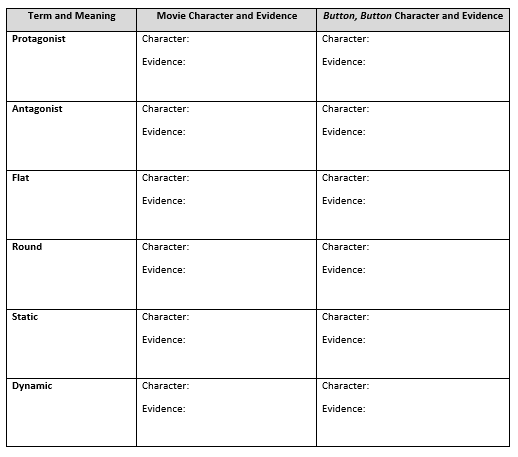 Term and Meaning Movie Character and Evidence Button, Button Character and Evidence
Protagonist Character: Character:
Evidence: Evidence:
Antagonist Character: Character:
Evidence: Evidence:
Flat Character: Character:
Evidence: Evidence:
Round Character: Character:
Evidence: Evidence:
Static Character: Character:
Evidence: Evidence:
Dynamic Character: Character:
Evidence: Evidence: